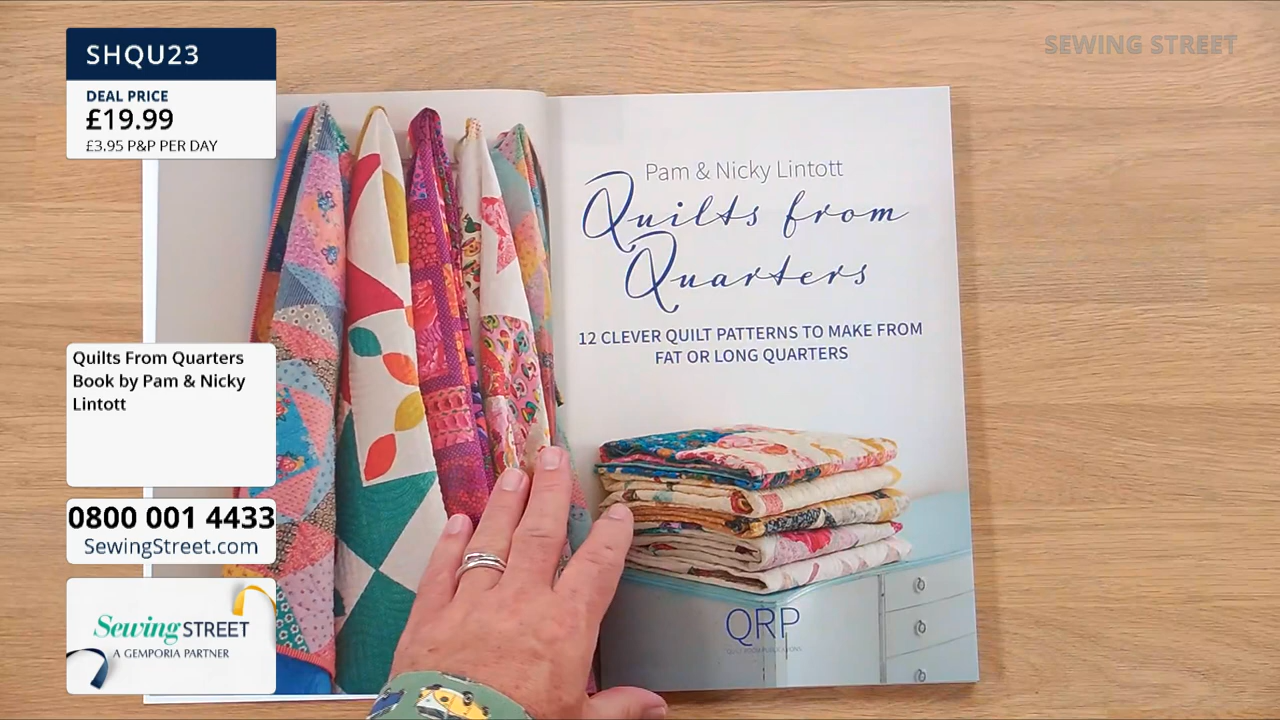 SHQU23
DEAL PRICE
£19.99
£3.95 P&P PER DAY
SEWING STREET
Pam & Nicky Lintott
Quilts from
Quarters
12 CLEVER QUILT PATTERNS TO MAKE FROM
FAT OR LONG QUARTERS
Quilts From Quarters
Book by Pam & Nicky
Lintott
0800 001 4433
SewingStreet.com
Sewing STREET
A GEMPORIA PARTNER
QRP